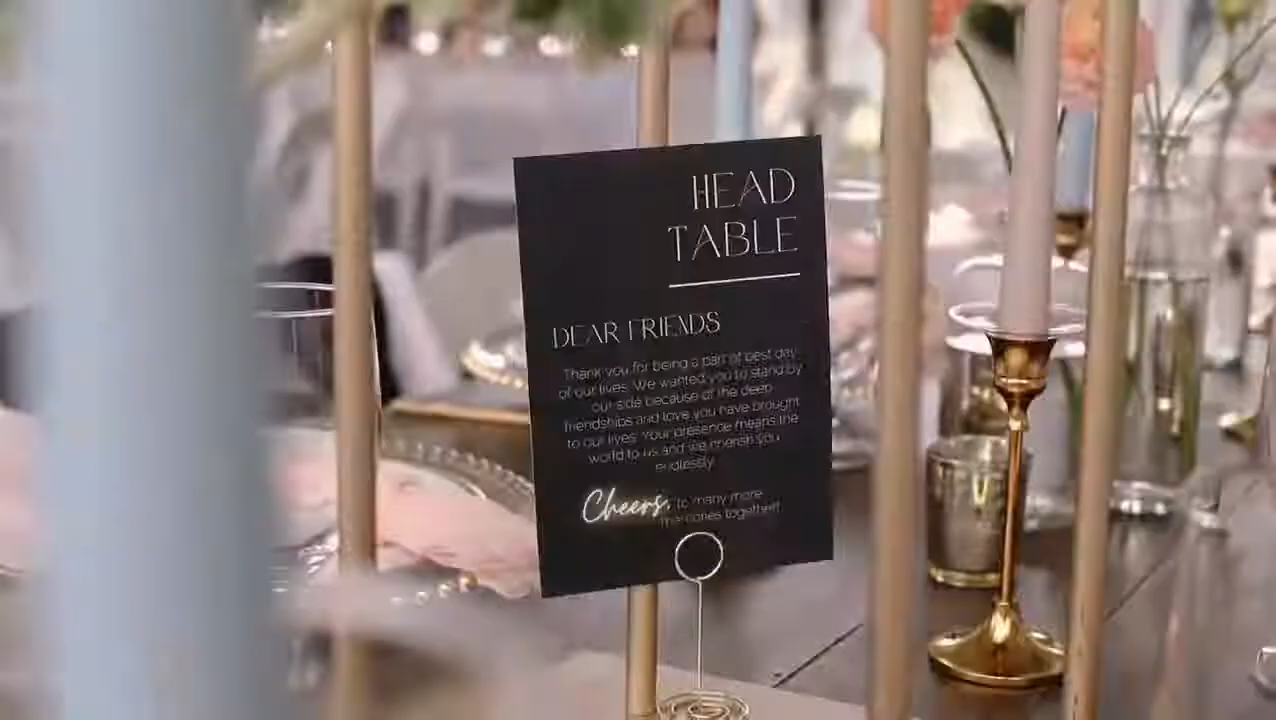 HEAD
TABLE
DEAR FRIENDS
Thank you for being a part of best day
of our lives. We wanted you to stand by
our side because of the deep
friendships and love you have brought
to our lives. Your presence means the
world to us and we cherish you
endlessly.
Cheers, to many more
memories together!